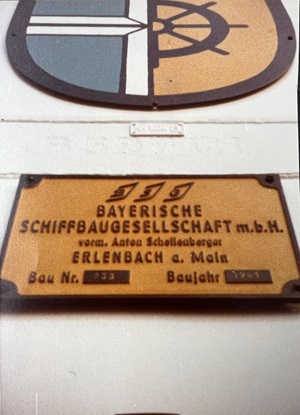 BAYERISCHE
SCHIFFBAUGESELLSCHAFT m.b.H.
vorm. Anton Schellenberger
ERLENBACH a. Main
Bau Nr. Baujahr